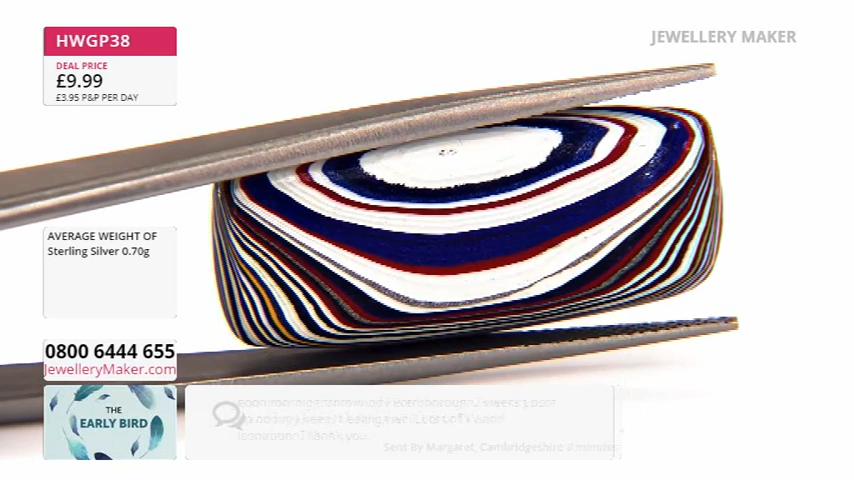 HWGP38
JEWELLERY MAKER
DEAL PRICE
£9.99
£3.95 P&P PER DAY
AVERAGE WEIGHT OF
Sterling Silver 0.70g
0800 6444 655
JewelleryMaker.com
THE
EARLY BIRD
Sent By Margaret, Cambridgeshire